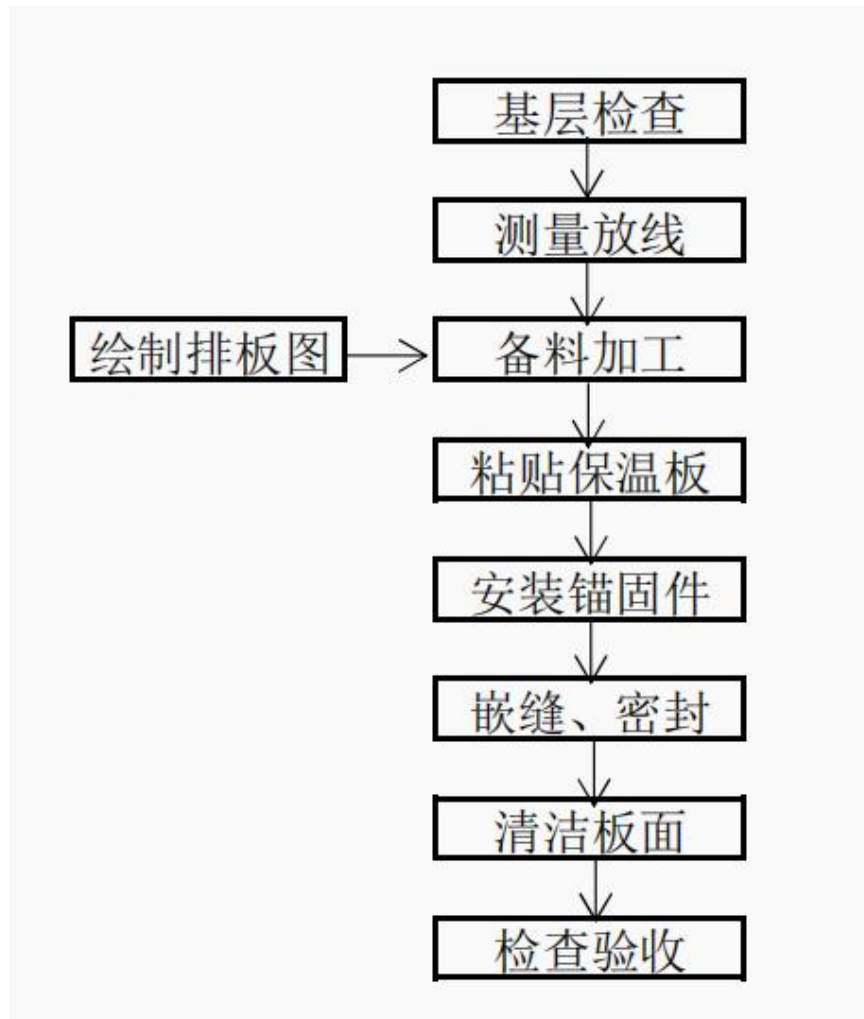 基层检查
测量放线
绘制排板图
备料加工
粘贴保温板
安装锚固件
嵌缝、密封
清洁板面
检查验收